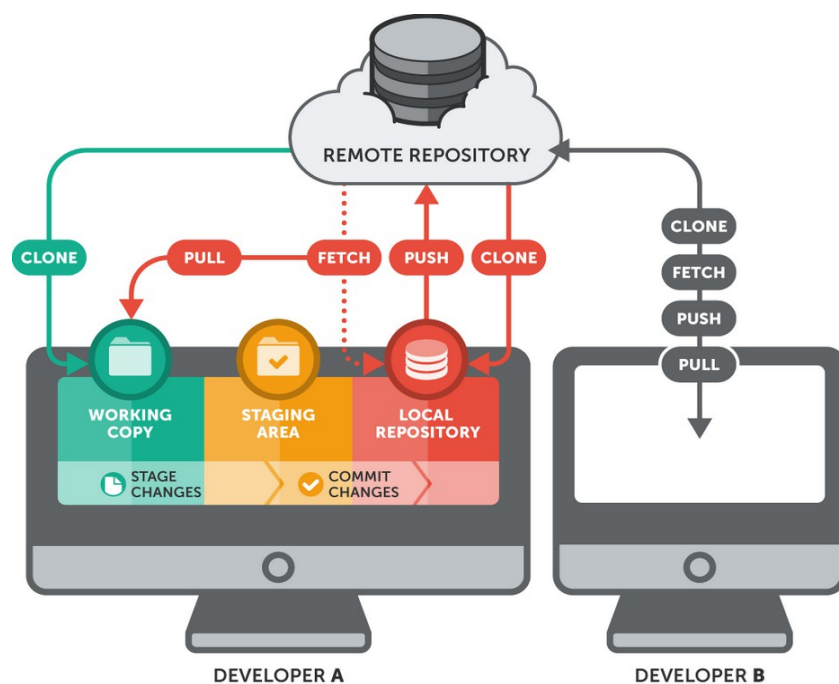 REMOTE REPOSITORY
CLONE
PULL
FETCH
PUSH
CLONE
CLONE
FETCH
PUSH
PULL
WORKING
COPY
STAGING
AREA
LOCAL
REPOSITORY
STAGE
CHANGES
COMMIT
CHANGES
DEVELOPER A
DEVELOPER B